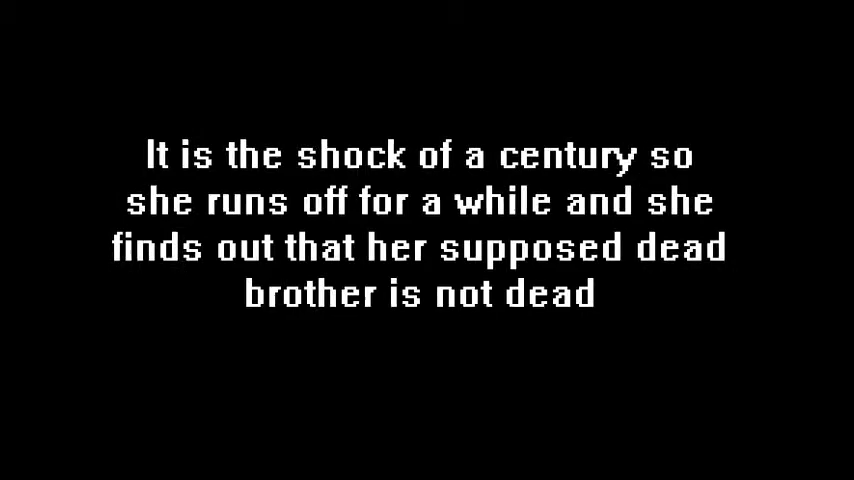 It is the shock of a century so
she runs off for a while and she
finds out that her supposed dead
brother is not dead